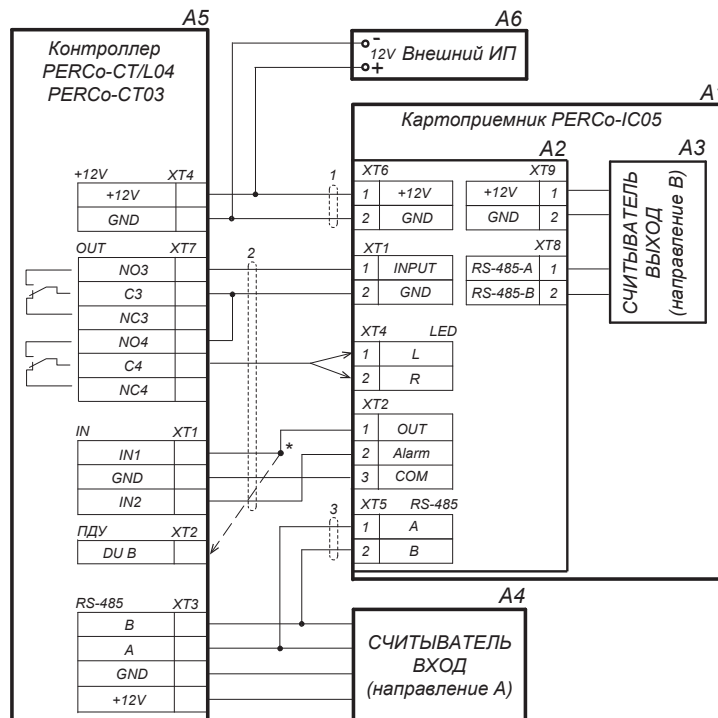 A5
Контроллер
PERCo-CT/L04
PERCo-CT03
+12V XT4
+12V
GND
OUT XT7
NO3
C3
NC3
NO4
C4
NC4
IN XT1
IN1
GND
IN2
ПДУ XT2
DU B
RS-485 XT3
B
A
GND
+12V
1
2
*
3
A6
-
12V Внешний ИП
+
A1
Картоприемник PERCo-IC05
A2
XT6
1 +12V
2 GND
XT1
1 INPUT
2 GND
XT4 LED
1 L
2 R
XT2
1 OUT
2 Alarm
3 COM
XT5 RS-485
1 A
2 B
XT9
+12V 1
GND 2
XT8
RS-485-A 1
RS-485-B 2
A3
СЧИТЫВАТЕЛЬ
ВЫХОД
(направление B)
A4
СЧИТЫВАТЕЛЬ
ВХОД
(направление A)